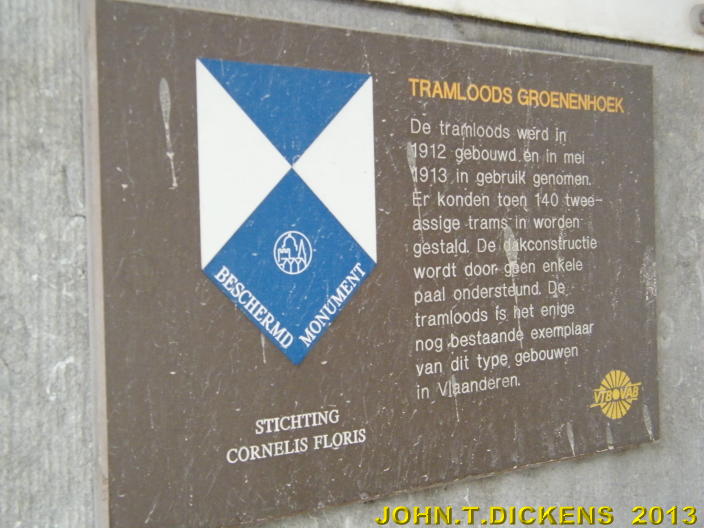 TRAMLOODS GROENENHOEK
De tramloods werd in
1912 gebouwd en in mei
1913 in gebruik genomen.
Er konden toen 140 twee-
assige trams in worden
gestald. De dakconstructie
wordt door geen enkele
paal ondersteund. De
tramloods is het enige
nog bestaande exemplaar
van dit type gebouwen
in Vlaanderen.
BESCHERMD
MONUMENT
STICHTING
CORNELIS FLORIS
VTB VAB
JOHN.T.DICKENS 2013